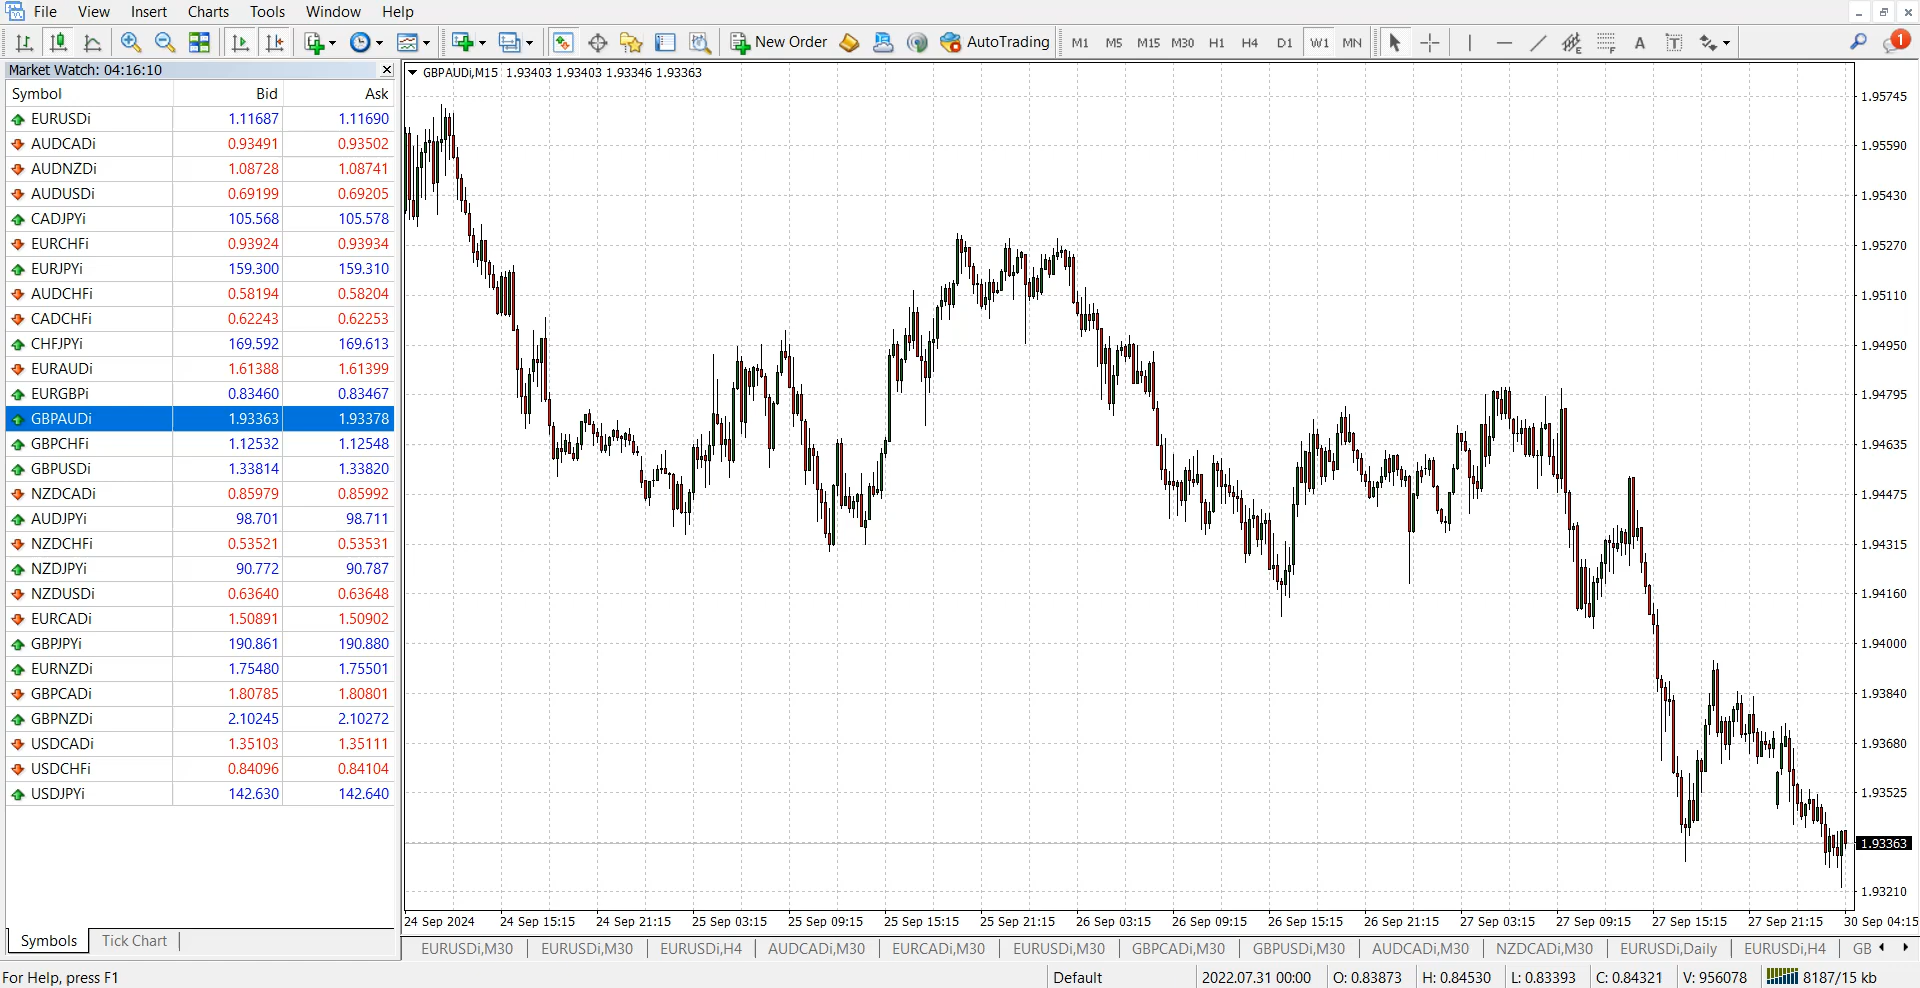 File View Insert Charts Tools Window Help
New Order AutoTrading M1 M5 M15 M30 H1 H4 D1 W1 MN A T 1
Market Watch: 04:16:10
GBPAUDi,M15 1.93403 1.93403 1.93346 1.93363
Symbol Bid Ask
EURUSDi 1.11687 1.11690
AUDCADi 0.93491 0.93502
AUDNZDi 1.08728 1.08741
AUDUSDi 0.69199 0.69205
CADJPYi 105.568 105.578
EURCHFi 0.93924 0.93934
EURJPYi 159.300 159.310
AUDCHFi 0.58194 0.58204
CADCHFi 0.62243 0.62253
CHFJPYi 169.592 169.613
EURAUDi 1.61388 1.61399
EURGBPi 0.83460 0.83467
GBPAUDi 1.93363 1.93378
GBPCHFi 1.12532 1.12548
GBPUSDi 1.33814 1.33820
NZDCADi 0.85979 0.85992
AUDJPYi 98.701 98.711
NZDCHFi 0.53521 0.53531
NZDJPYi 90.772 90.787
NZDUSDi 0.63640 0.63648
EURCADi 1.50891 1.50902
GBPJPYi 190.861 190.880
EURNZDi 1.75480 1.75501
GBPCADi 1.80785 1.80801
GBPNZDi 2.10245 2.10272
USDCADi 1.35103 1.35111
USDCHFi 0.84096 0.84104
USDJPYi 142.630 142.640
1.95745
1.95590
1.95430
1.95270
1.95110
1.94950
1.94795
1.94635
1.94475
1.94315
1.94160
1.94000
1.93840
1.93680
1.93525
1.93363
1.93210
24 Sep 2024 24 Sep 15:15 24 Sep 21:15 25 Sep 03:15 25 Sep 09:15 25 Sep 15:15 25 Sep 21:15 26 Sep 03:15 26 Sep 09:15 26 Sep 15:15 26 Sep 21:15 27 Sep 03:15 27 Sep 09:15 27 Sep 15:15 27 Sep 21:15 30 Sep 04:15
Symbols Tick Chart
EURUSDi,M30 EURUSDi,M30 EURUSDi,H4 AUDCADi,M30 EURCADi,M30 EURUSDi,M30 GBPCADi,M30 GBPUSDi,M30 AUDCADi,M30 NZDCADi,M30 EURUSDi,Daily EURUSDi,H4 GB
For Help, press F1 Default 2022.07.31 00:00 O: 0.83873 H: 0.84530 L: 0.83393 C: 0.84321 V: 956078 8187/15 kb